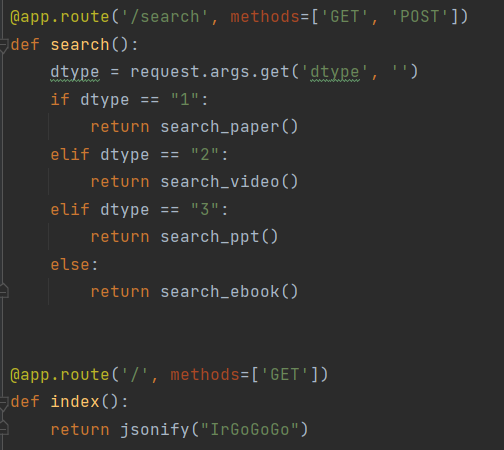 @app.route('/search', methods=['GET', 'POST'])
def search():
    dtype = request.args.get('dtype', '')
    if dtype == "1":
        return search_paper()
    elif dtype == "2":
        return search_video()
    elif dtype == "3":
        return search_ppt()
    else:
        return search_ebook()
@app.route('/', methods=['GET'])
def index():
    return jsonify("IrGoGoGo")